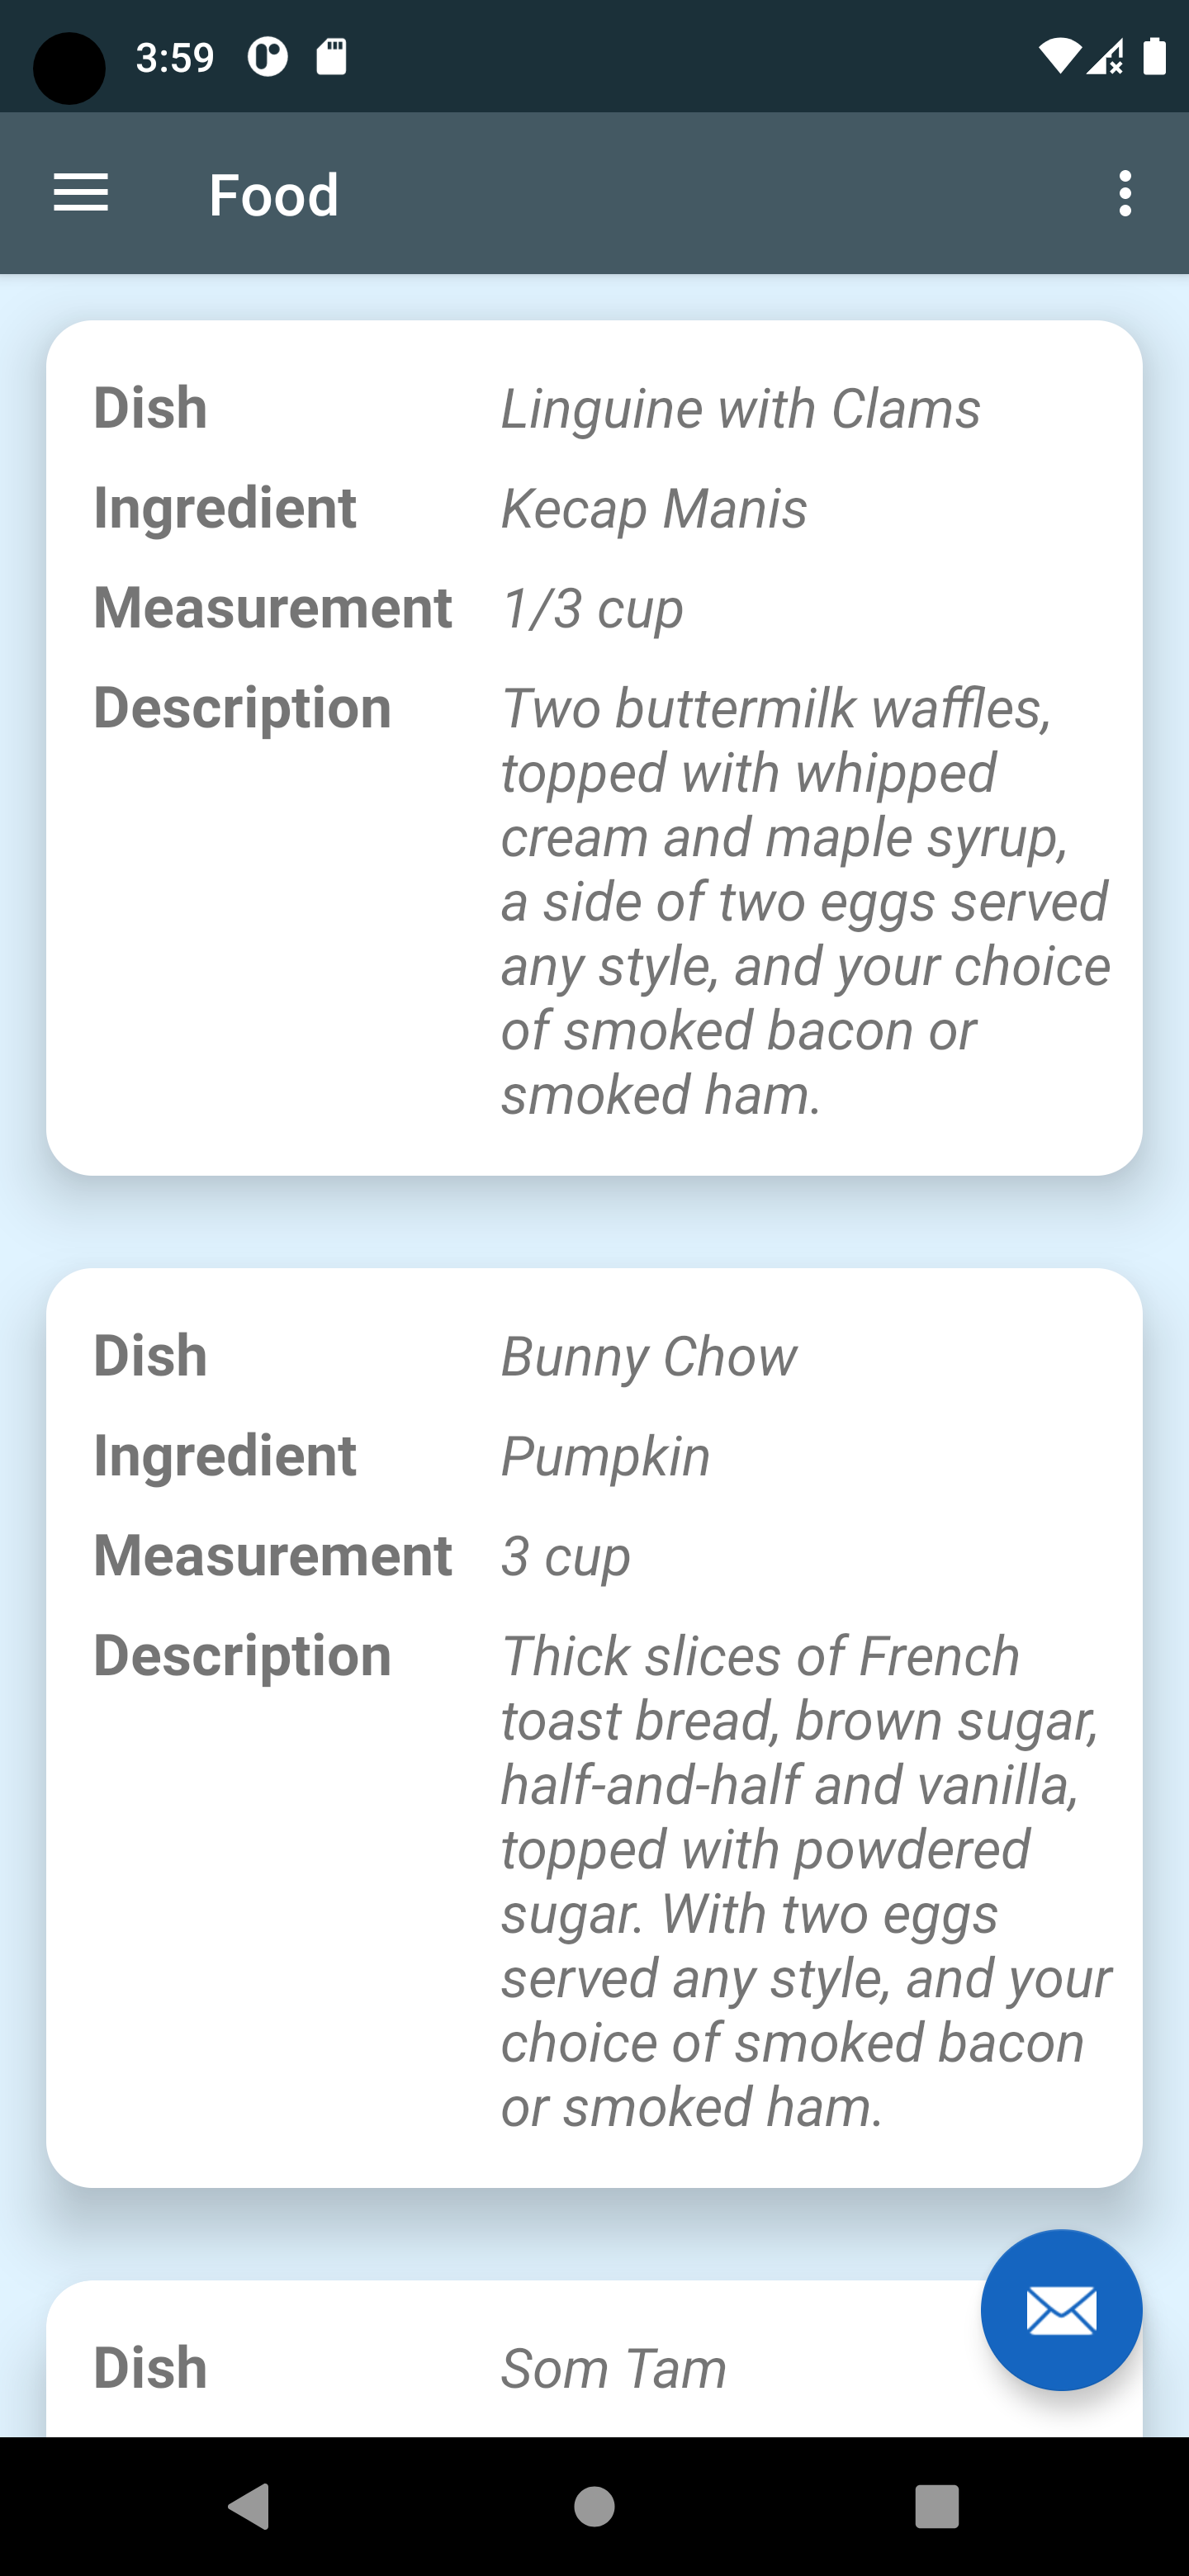 3:59
Food
Dish Linguine with Clams
Ingredient Kecap Manis
Measurement 1/3 cup
Description Two buttermilk waffles,
topped with whipped
cream and maple syrup,
a side of two eggs served
any style, and your choice
of smoked bacon or
smoked ham.
Dish Bunny Chow
Ingredient Pumpkin
Measurement 3 cup
Description Thick slices of French
toast bread, brown sugar,
half-and-half and vanilla,
topped with powdered
sugar. With two eggs
served any style, and your
choice of smoked bacon
or smoked ham.
Dish Som Tam